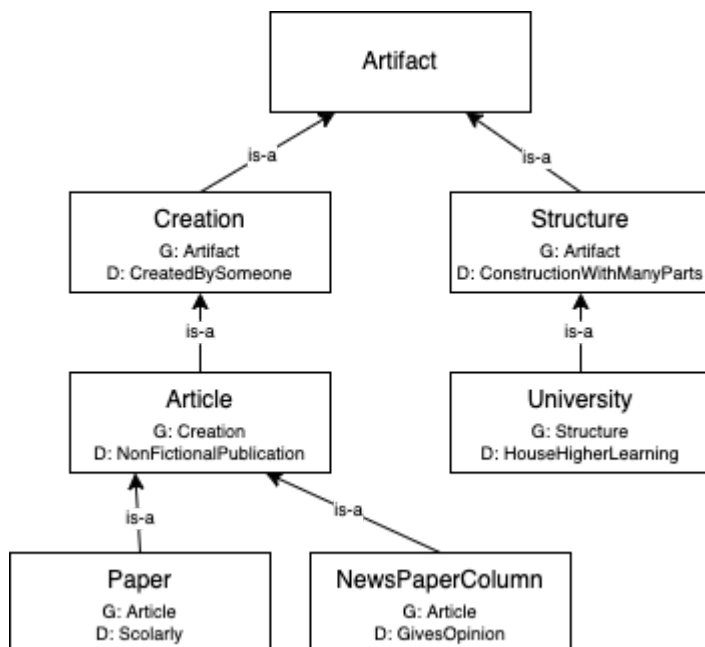 Artifact
is-a
is-a
Creation
G: Artifact
D: CreatedBySomeone
Structure
G: Artifact
D: ConstructionWithManyParts
is-a
is-a
Article
G: Creation
D: NonFictionalPublication
University
G: Structure
D: HouseHigherLearning
is-a
is-a
Paper
G: Article
D: Scolarly
NewsPaperColumn
G: Article
D: GivesOpinion